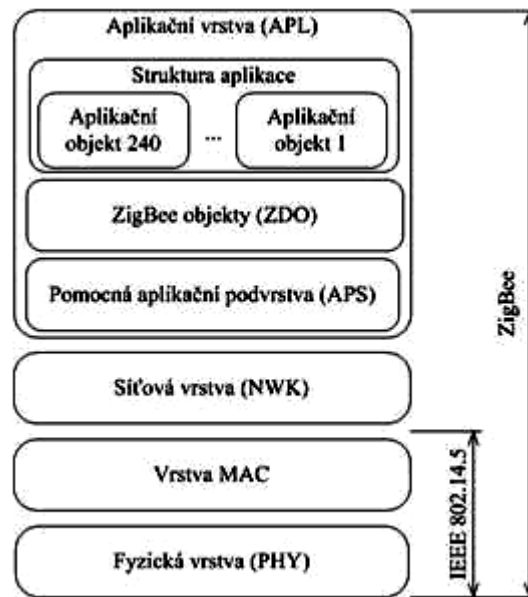 Aplikační vrstva (APL)
Struktura aplikace
Aplikační
objekt 240
...
Aplikační
objekt 1
ZigBee objekty (ZDO)
Pomocná aplikační podvrstva (APS)
Síťová vrstva (NWK)
Vrstva MAC
Fyzická vrstva (PHY)
IEEE 802.14.5
ZigBee